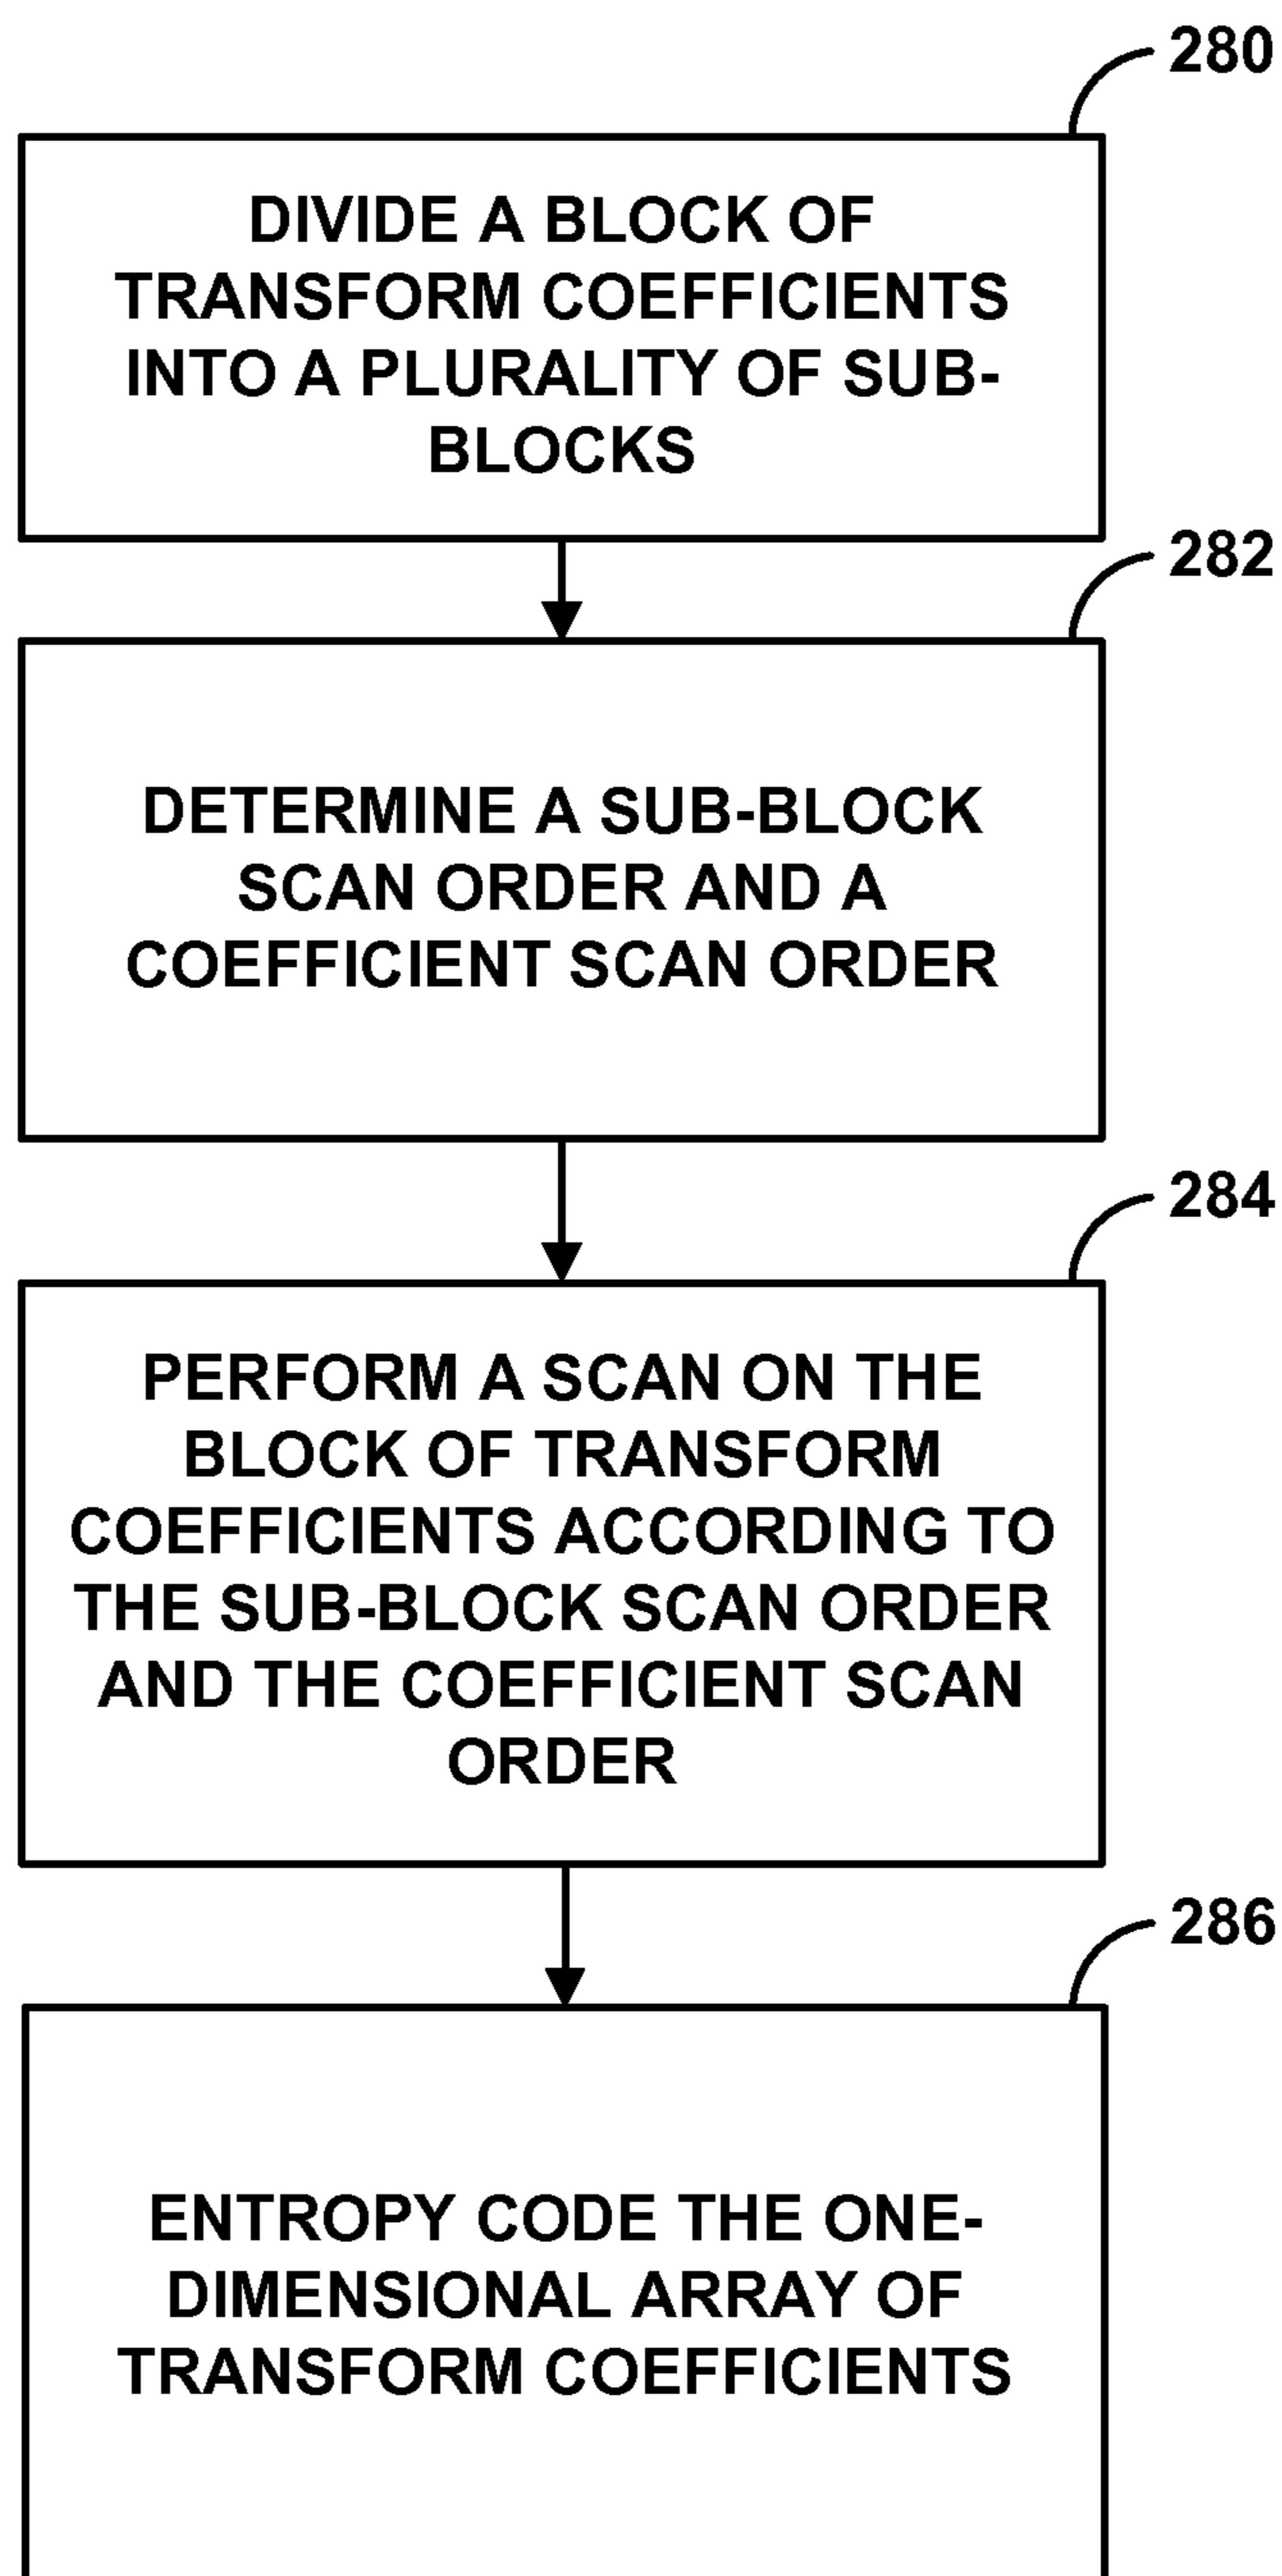 280
DIVIDE A BLOCK OF
TRANSFORM COEFFICIENTS
INTO A PLURALITY OF SUB-
BLOCKS
282
DETERMINE A SUB-BLOCK
SCAN ORDER AND A
COEFFICIENT SCAN ORDER
284
PERFORM A SCAN ON THE
BLOCK OF TRANSFORM
COEFFICIENTS ACCORDING TO
THE SUB-BLOCK SCAN ORDER
AND THE COEFFICIENT SCAN
ORDER
286
ENTROPY CODE THE ONE-
DIMENSIONAL ARRAY OF
TRANSFORM COEFFICIENTS